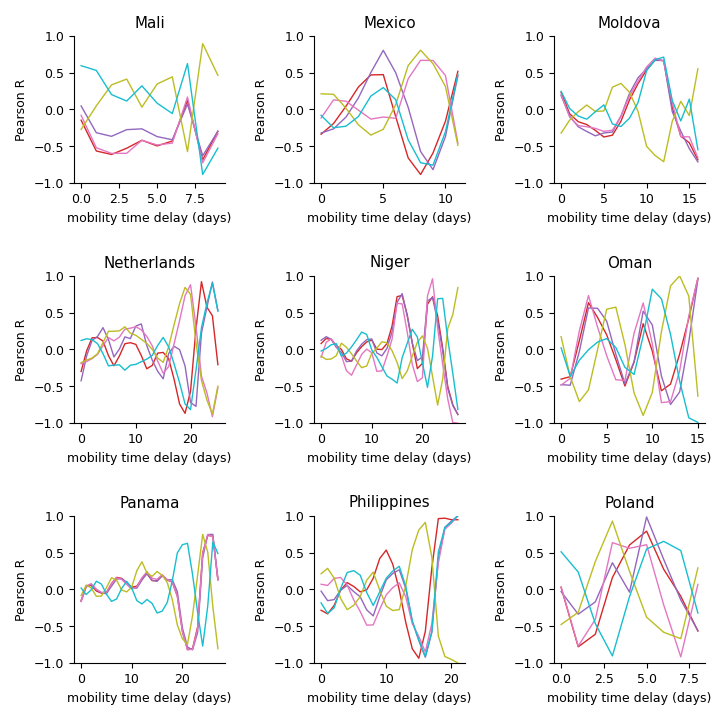 Mali Mexico Moldova
1.0 1.0 1.0
0.5 0.5 0.5
0.0 0.0 0.0
−0.5 −0.5 −0.5
−1.0 −1.0 −1.0
Pearson R Pearson R Pearson R
0.0 2.5 5.0 7.5 0 5 10 0 5 10 15
mobility time delay (days) mobility time delay (days) mobility time delay (days)
Netherlands Niger Oman
1.0 1.0 1.0
0.5 0.5 0.5
0.0 0.0 0.0
−0.5 −0.5 −0.5
−1.0 −1.0 −1.0
Pearson R Pearson R Pearson R
0 10 20 0 10 20 0 5 10 15
mobility time delay (days) mobility time delay (days) mobility time delay (days)
Panama Philippines Poland
1.0 1.0 1.0
0.5 0.5 0.5
0.0 0.0 0.0
−0.5 −0.5 −0.5
−1.0 −1.0 −1.0
Pearson R Pearson R Pearson R
0 10 20 0 10 20 0.0 2.5 5.0 7.5
mobility time delay (days) mobility time delay (days) mobility time delay (days)